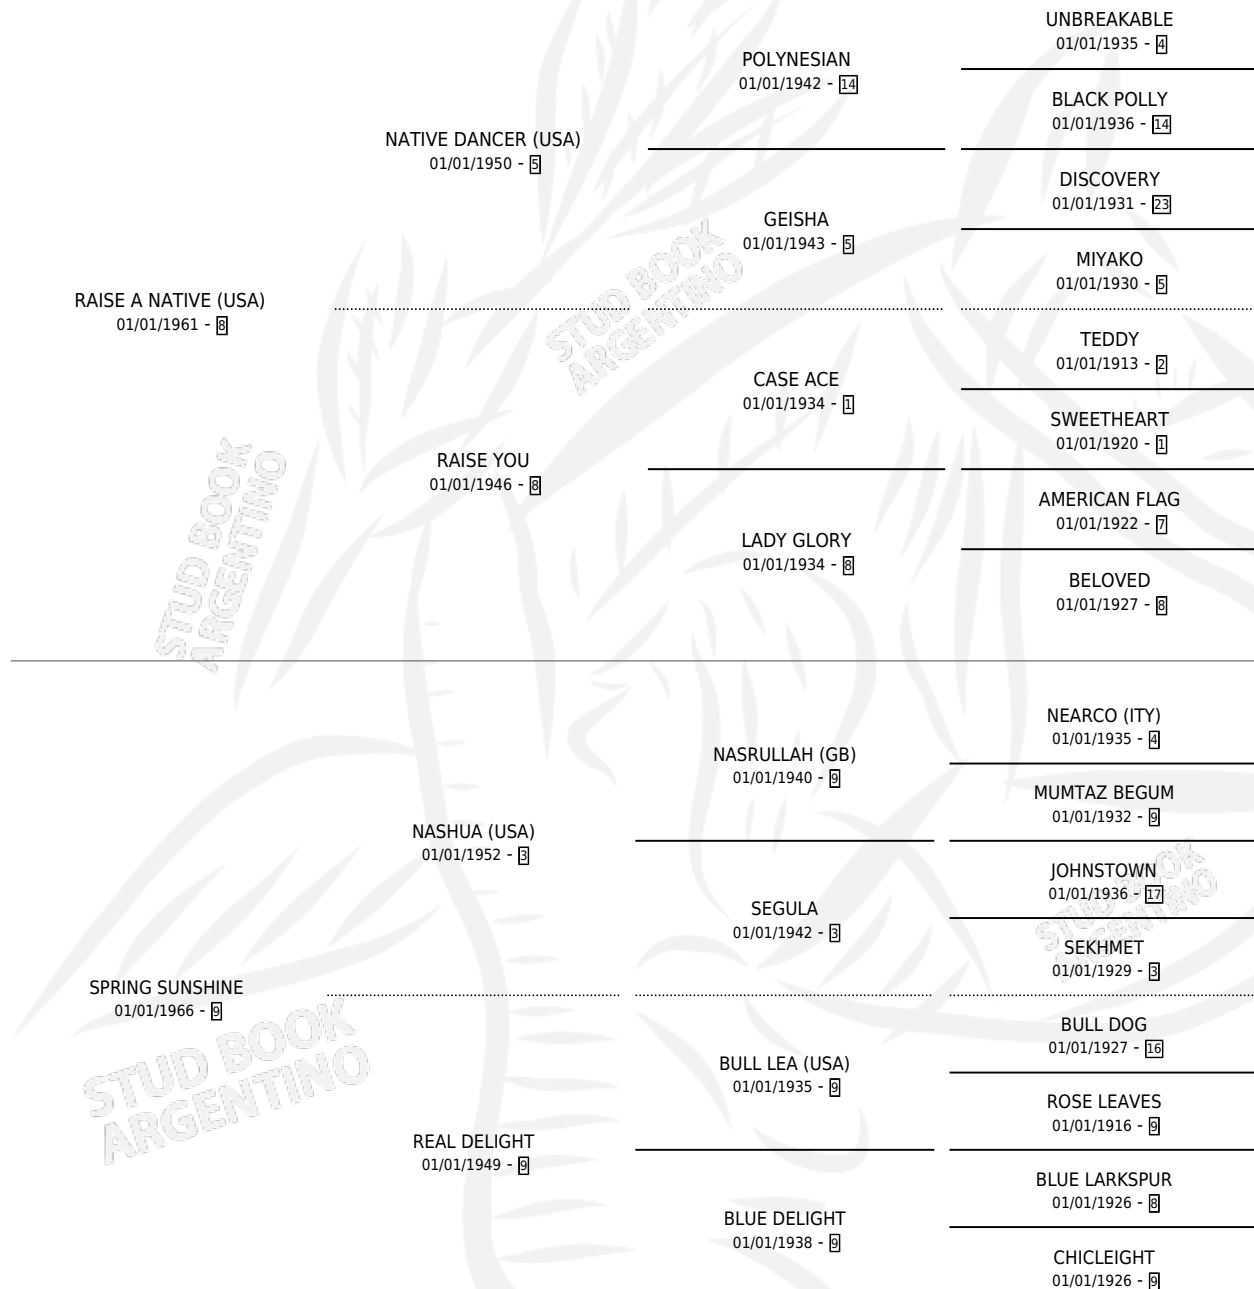 UNBREAKABLE
01/01/1935 - 4
POLYNESIAN
01/01/1942 - 14
BLACK POLLY
01/01/1936 - 14
NATIVE DANCER (USA)
01/01/1950 - 5
DISCOVERY
01/01/1931 - 23
GEISHA
01/01/1943 - 5
MIYAKO
01/01/1930 - 5
RAISE A NATIVE (USA)
01/01/1961 - 8
TEDDY
01/01/1913 - 2
CASE ACE
01/01/1934 - 1
SWEETHEART
01/01/1920 - 1
RAISE YOU
01/01/1946 - 8
AMERICAN FLAG
01/01/1922 - 7
LADY GLORY
01/01/1934 - 8
BELOVED
01/01/1927 - 8
STUD BOOK
ARGENTINO
STUD BOOK
ARGENTINO
NEARCO (ITY)
01/01/1935 - 4
NASRULLAH (GB)
01/01/1940 - 9
MUMTAZ BEGUM
01/01/1932 - 9
NASHUA (USA)
01/01/1952 - 3
JOHNSTOWN
01/01/1936 - 17
SEGULA
01/01/1942 - 3
SEKHMET
01/01/1929 - 3
STUD BOOK
ARGENTINO
SPRING SUNSHINE
01/01/1966 - 9
BULL DOG
01/01/1927 - 16
BULL LEA (USA)
01/01/1935 - 9
ROSE LEAVES
01/01/1916 - 9
REAL DELIGHT
01/01/1949 - 9
BLUE LARKSPUR
01/01/1926 - 8
BLUE DELIGHT
01/01/1938 - 9
CHICLEIGHT
01/01/1926 - 9
STUD BOOK
ARGENTINO